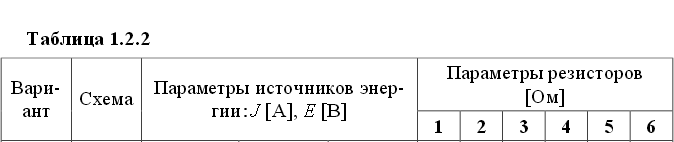 Таблица 1.2.2
Вари-
ант
Схема
Параметры источников энер-
гии: J [А], E [В]
Параметры резисторов
[Ом]
1 2 3 4 5 6